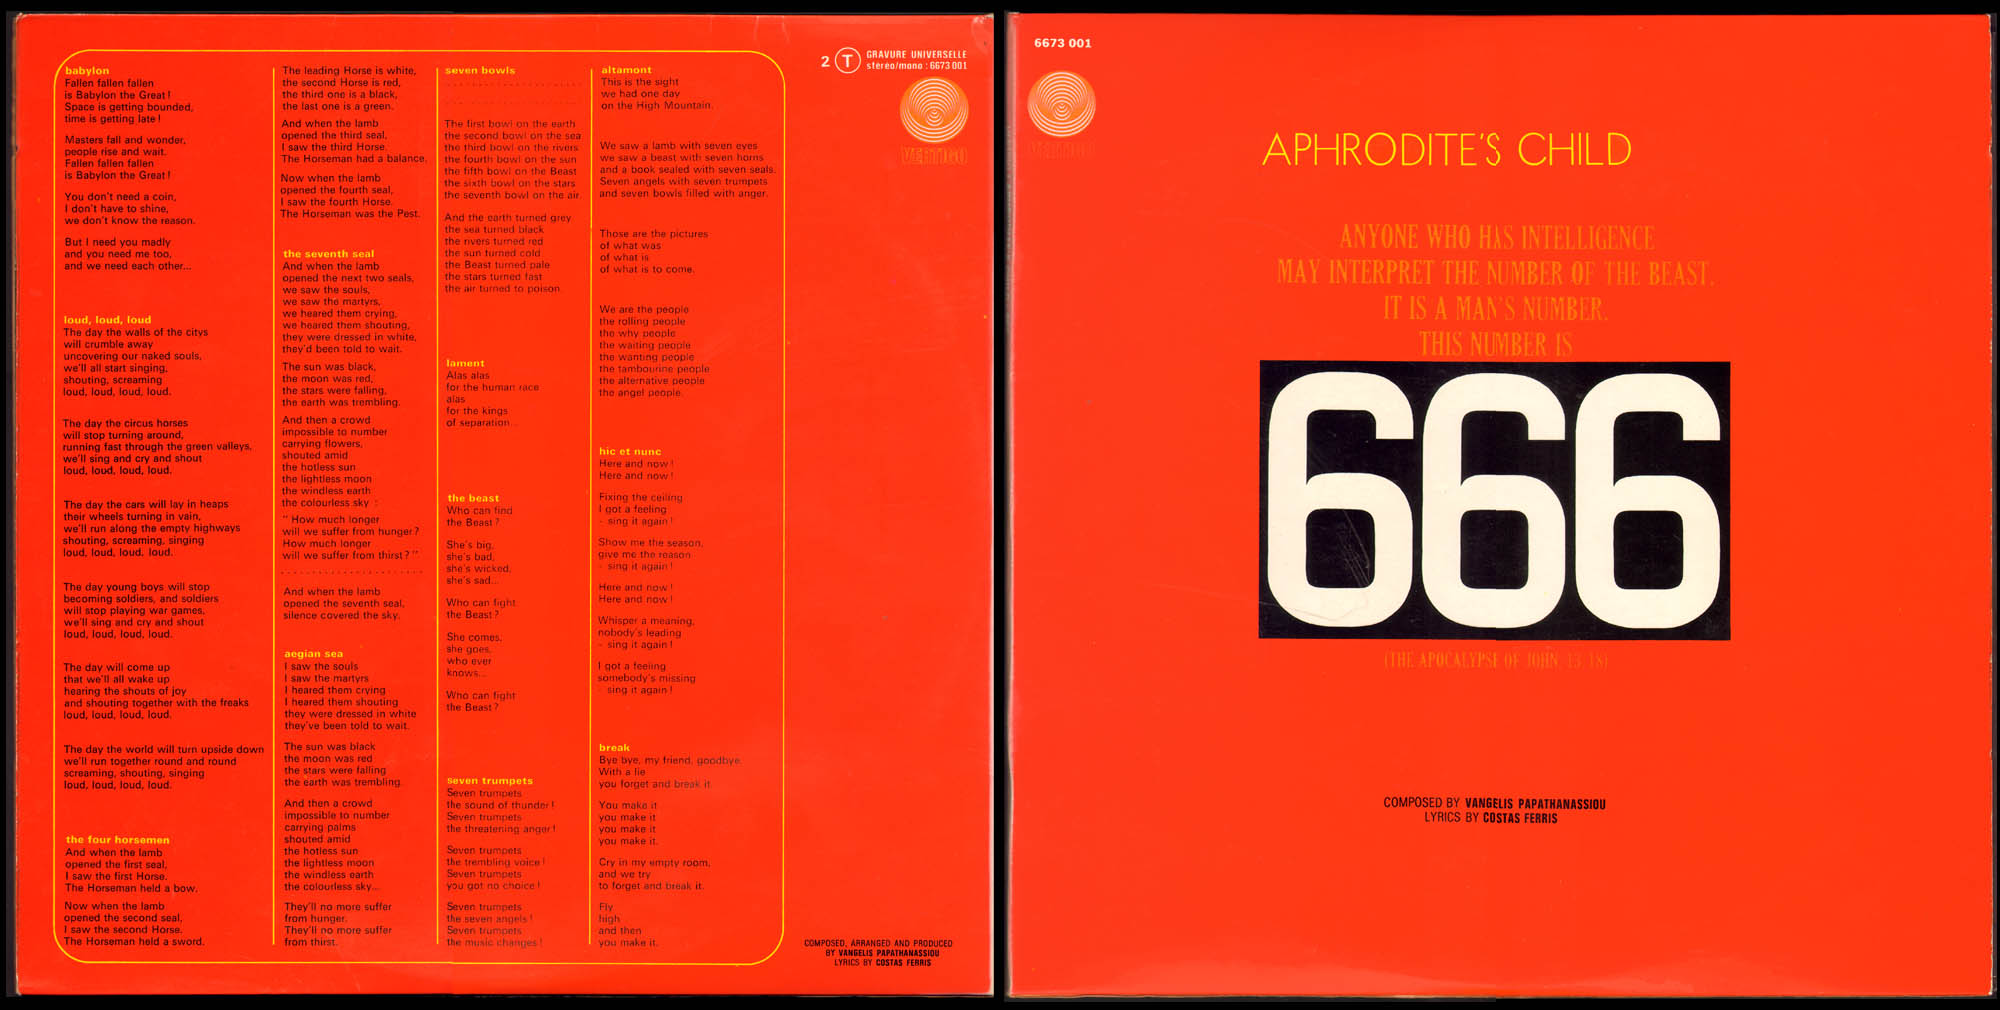 babylon
Fallen fallen fallen
is Babylon the Great !
Space is getting bounded,
time is getting late !
Masters fall and wonder,
people rise and wait.
Fallen fallen fallen
is Babylon the Great !
You don't need a coin,
I don't have to shine,
we don't know the reason.
But I need you madly
and you need me too,
and we need each other...
loud, loud, loud
The day the walls of the citys
will crumble away
uncovering our naked souls,
we'll all start singing,
shouting, screaming
loud, loud, loud, loud.
The day the circus horses
will stop turning around,
running fast through the green valleys,
we'll sing and cry and shout
loud, loud, loud, loud.
The day the cars will lay in heaps
their wheels turning in vain,
we'll run along the empty highways
shouting, screaming, singing
loud, loud, loud, loud.
The day young boys will stop
becoming soldiers, and soldiers
will stop playing war games,
we'll sing and cry and shout
loud, loud, loud, loud.
The day will come up
that we'll all wake up
hearing the shouts of joy
and shouting together with the freaks
loud, loud, loud, loud.
The day the world will turn upside down
we'll run together round and round
screaming, shouting, singing
loud, loud, loud, loud.
the four horsemen
And when the lamb
opened the first seal,
I saw the first Horse.
The Horseman held a bow.
Now when the lamb
opened the second seal,
I saw the second Horse.
The Horseman held a sword.
The leading Horse is white,
the second Horse is red,
the third one is a black,
the last one is a green.
And when the lamb
opened the third seal,
I saw the third Horse.
The Horseman had a balance.
Now when the lamb
opened the fourth seal,
I saw the fourth Horse.
The Horseman was the Pest.
the seventh seal
And when the lamb
opened the next two seals,
we saw the souls,
we saw the martyrs,
we heared them crying,
we heared them shouting,
they were dressed in white,
they'd been told to wait.
The sun was black,
the moon was red,
the stars were falling,
the earth was trembling.
And then a crowd
impossible to number
carrying flowers,
shouted amid
the hotless sun
the lightless moon
the windless earth
the colourless sky :
" How much longer
will we suffer from hunger ?
How much longer
will we suffer from thirst ? "
........................
And when the lamb
opened the seventh seal,
silence covered the sky.
aegian sea
I saw the souls
I saw the martyrs
I heared them crying
I heared them shouting
they were dressed in white
they've been told to wait.
The sun was black
the moon was red
the stars were falling
the earth was trembling.
And then a crowd
impossible to number
carrying palms
shouted amid
the hotless sun
the lightless moon
the windless earth
the colourless sky...
They'll no more suffer
from hunger.
They'll no more suffer
from thirst.
seven bowls
........................
........................
The first bowl on the earth
the second bowl on the sea
the third bowl on the rivers
the fourth bowl on the sun
the fifth bowl on the Beast
the sixth bowl on the stars
the seventh bowl on the air.
And the earth turned grey
the sea turned black
the rivers turned red
the sun turned cold
the Beast turned pale
the stars turned fast
the air turned to poison.
lament
Alas alas
for the human race
alas
for the kings
of separation...
the beast
Who can find
the Beast ?
She's big,
she's bad,
she's wicked,
she's sad...
Who can fight
the Beast ?
She comes,
she goes,
who ever
knows...
Who can fight
the Beast ?
seven trumpets
Seven trumpets
the sound of thunder !
Seven trumpets
the threatening anger !
Seven trumpets
the trembling voice !
Seven trumpets
you got no choice !
Seven trumpets
the seven angels !
Seven trumpets
the music changes !
altamont
This is the sight
we had one day
on the High Mountain.
We saw a lamb with seven eyes
we saw a beast with seven horns
and a book sealed with seven seals.
Seven angels with seven trumpets
and seven bowls filled with anger.
Those are the pictures
of what was
of what is
of what is to come.
We are the people
the rolling people
the why people
the waiting people
the wanting people
the tambourine people
the alternative people
the angel people.
hic et nunc
Here and now !
Here and now !
Fixing the ceiling
I got a feeling
- sing it again !
Show me the season,
give me the reason
- sing it again !
Here and now !
Here and now !
Whisper a meaning,
nobody's leading
- sing it again !
I got a feeling
somebody's missing
- sing it again !
break
Bye bye, my friend, goodbye.
With a lie
you forget and break it.
You make it
you make it
you make it
you make it.
Cry in my empty room,
and we try
to forget and break it.
Fly
high
and then
you make it.
2 T GRAVURE UNIVERSELLE
stéréo/mono : 6673 001
VERTIGO
COMPOSED, ARRANGED AND PRODUCED
BY VANGELIS PAPATHANASSIOU
LYRICS BY COSTAS FERRIS
6673 001
VERTIGO
APHRODITE'S CHILD
ANYONE WHO HAS INTELLIGENCE
MAY INTERPRET THE NUMBER OF THE BEAST.
IT IS A MAN'S NUMBER.
THIS NUMBER IS
666
(THE APOCALYPSE OF JOHN, 13 18)
COMPOSED BY VANGELIS PAPATHANASSIOU
LYRICS BY COSTAS FERRIS